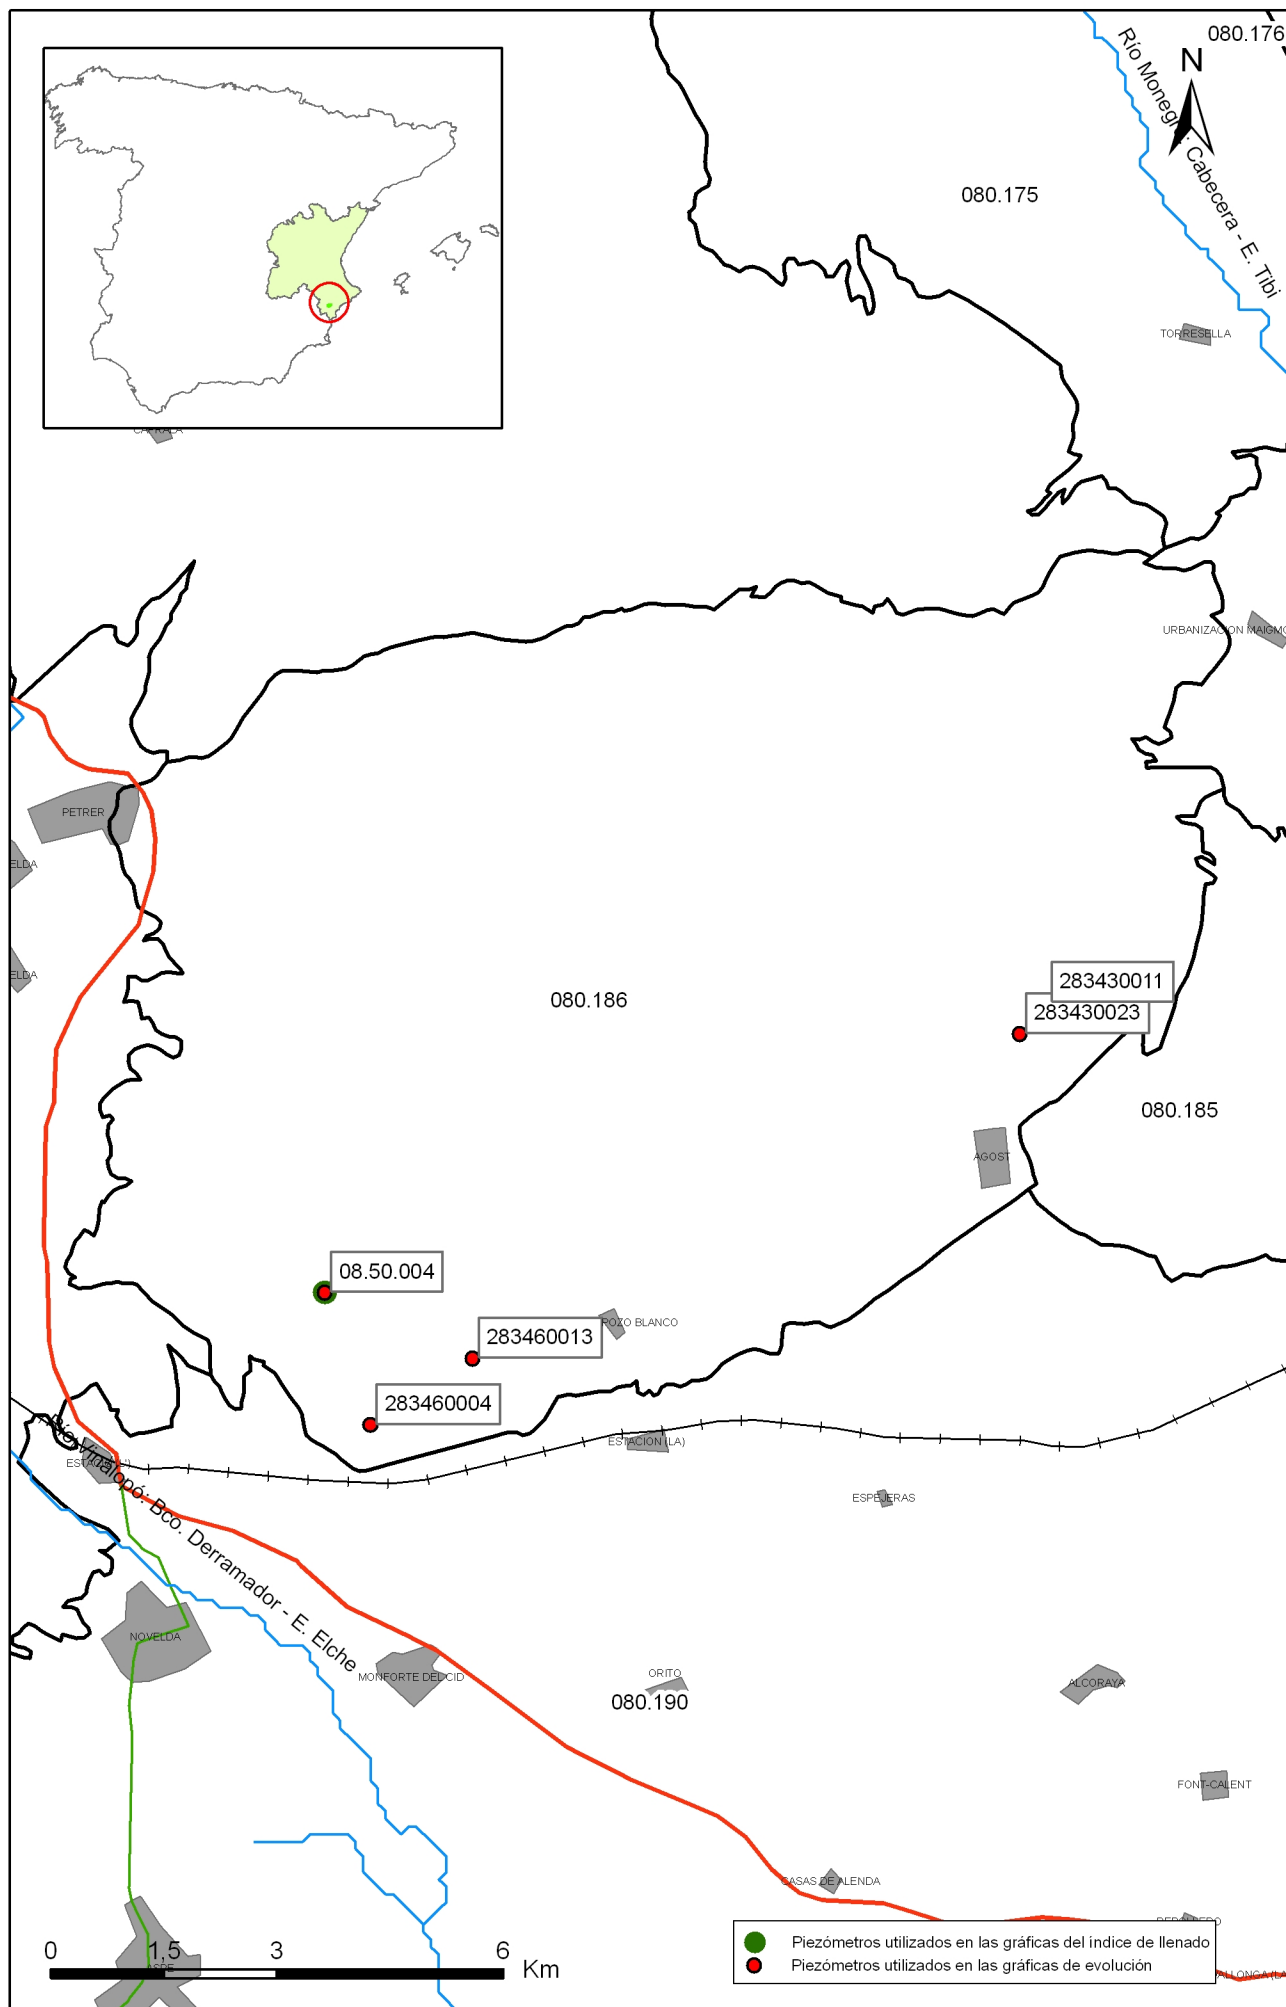 080.176
N
Río Monegre: Cabecera - E. Tibi
080.175
TORRESELLA
CAPRALA
URBANIZACION MAIGMO
PETRER
ELDA
ELDA
080.186
283430011
283430023
080.185
AGOST
08.50.004
POZO BLANCO
283460013
283460004
Río Vinalopó: Bco. Derramador - E. Elche
ESTACION (LA)
ESPEJERAS
NOVELDA
MONFORTE DEL CID
ORITO
080.190
ALCORAYA
FONT-CALENT
CASAS DE ALENDA
0 1,5 3 6 Km
ASPE
Piezómetros utilizados en las gráficas del índice de llenado
Piezómetros utilizados en las gráficas de evolución